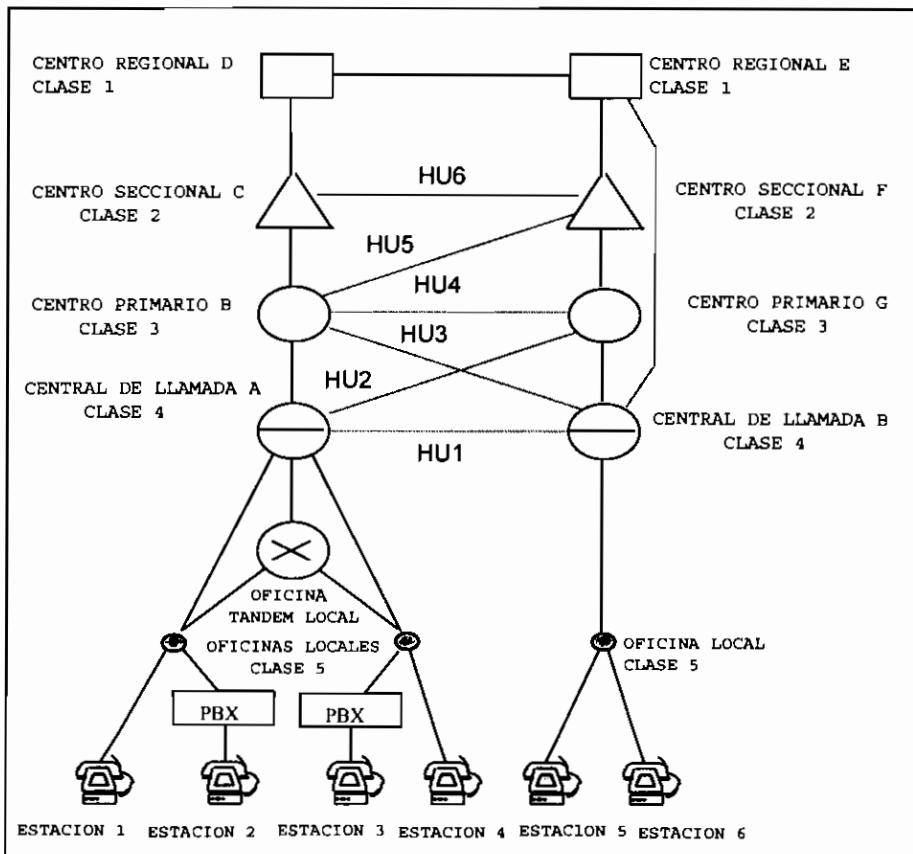 CENTRO REGIONAL D
CLASE 1
CENTRO REGIONAL E
CLASE 1
CENTRO SECCIONAL C
CLASE 2
HU6
CENTRO SECCIONAL F
CLASE 2
HU5
HU4
CENTRO PRIMARIO B
CLASE 3
HU3
CENTRO PRIMARIO G
CLASE 3
HU2
CENTRAL DE LLAMADA A
CLASE 4
HU1
CENTRAL DE LLAMADA B
CLASE 4
OFICINA
TANDEM LOCAL
OFICINAS LOCALES
CLASE 5
OFICINA LOCAL
CLASE 5
PBX
PBX
ESTACION 1
ESTACION 2
ESTACION 3
ESTACION 4
ESTACION 5
ESTACION 6